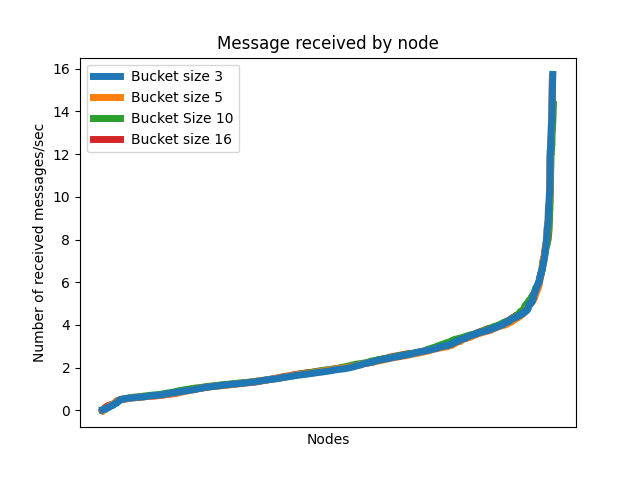 Message received by node
Bucket size 3
Bucket size 5
Bucket Size 10
Bucket size 16
Number of received messages/sec
16
14
12
10
8
6
4
2
0
Nodes